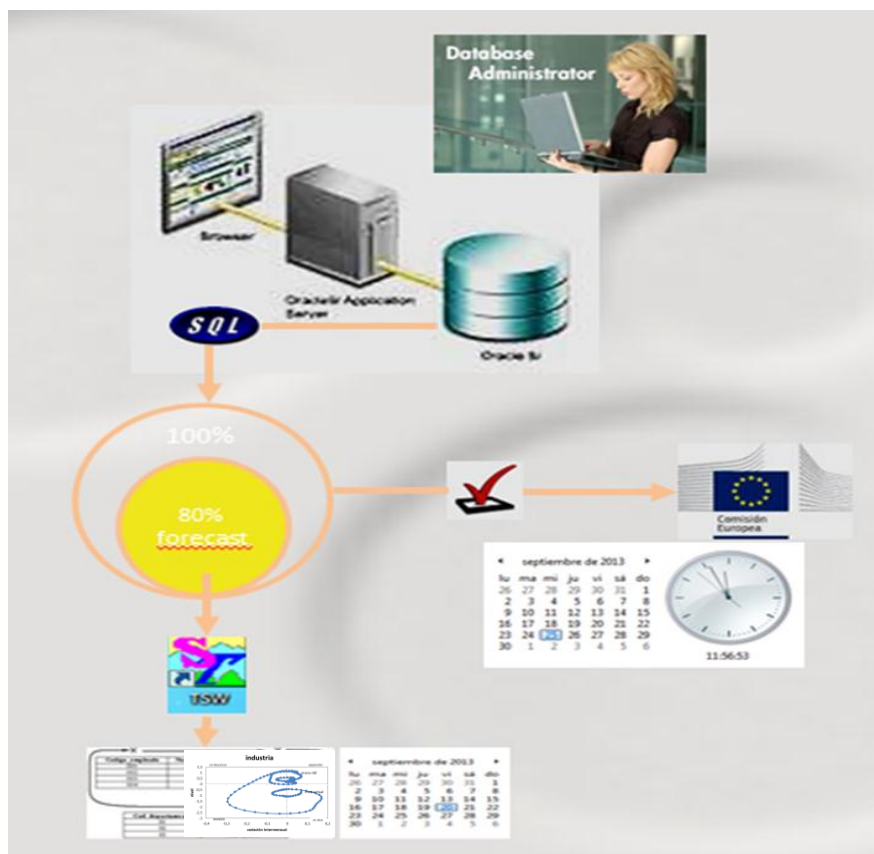 Database
Administrator
Browser
Application
Server
SQL
100%
80%
forecast
Comisión
Europea
septiembre de 2013
lu ma mi ju vi sá do
26 27 28 29 30 31 1
2 3 4 5 6 7 8
9 10 11 12 13 14 15
16 17 18 19 20 21 22
23 24 25 26 27 28 29
30 1 2 3 4 5 6
11:56:53
TSW
industria
variación intermensual
septiembre de 2013
lu ma mi ju vi sá do
26 27 28 29 30 31 1
2 3 4 5 6 7 8
9 10 11 12 13 14 15
16 17 18 19 20 21 22
23 24 25 26 27 28 29
30 1 2 3 4 5 6